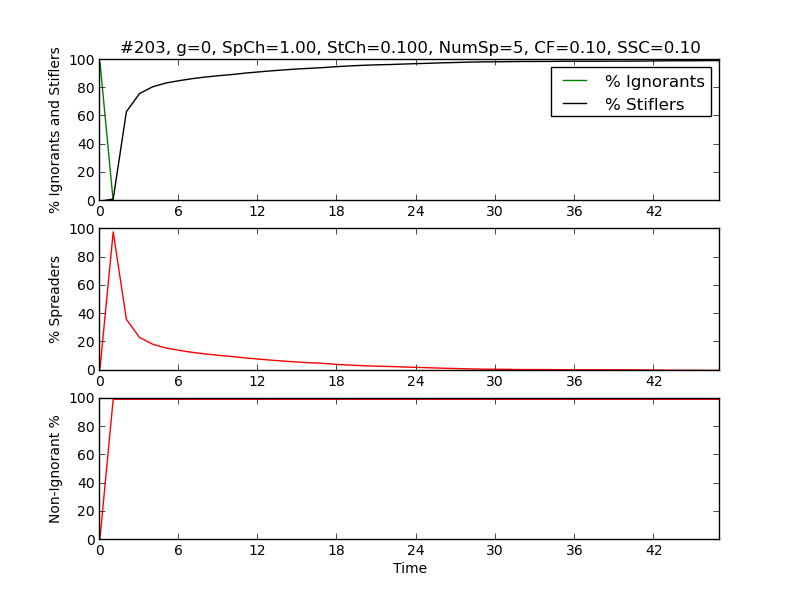 #203, g=0, SpCh=1.00, StCh=0.100, NumSp=5, CF=0.10, SSC=0.10
% Ignorants and Stiflers
100
80
60
40
20
0
% Ignorants
% Stiflers
0 6 12 18 24 30 36 42
% Spreaders
100
80
60
40
20
0
0 6 12 18 24 30 36 42
Non-Ignorant %
100
80
60
40
20
0
0 6 12 18 24 30 36 42
Time